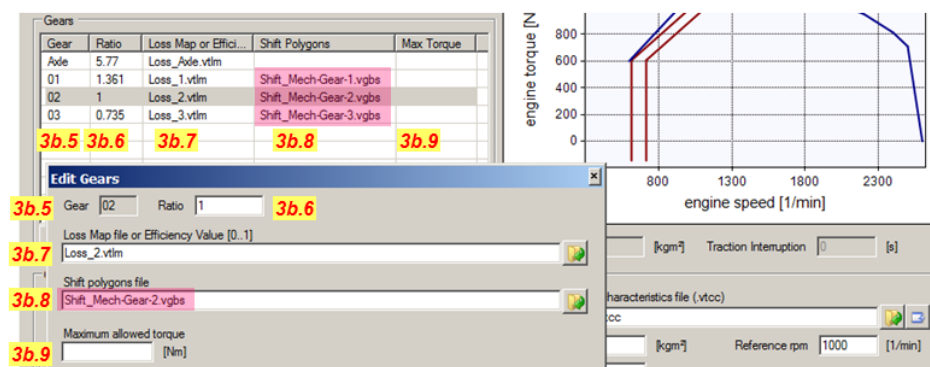 Gears
Gear Ratio Loss Map or Effici... Shift Polygons Max Torque
Axle 5.77 Loss_Axle.vtlm
01 1.361 Loss_1.vtlm Shift_Mech-Gear-1.vgbs
02 1 Loss_2.vtlm Shift_Mech-Gear-2.vgbs
03 0.735 Loss_3.vtlm Shift_Mech-Gear-3.vgbs
3b.5 3b.6 3b.7 3b.8 3b.9
Edit Gears
3b.5 Gear 02 Ratio 1 3b.6
Loss Map file or Efficiency Value [0..1]
3b.7 Loss_2.vtlm
Shift polygons file
3b.8 Shift_Mech-Gear-2.vgbs
Maximum allowed torque
3b.9 [Nm]
engine torque [N
800
600
400
200
0
800 1300 1800 2300
engine speed [1/min]
[kgm²] Traction Interruption 0 [s]
haracteristics file (.vtcc)
cc
[kgm²] Reference rpm 1000 [1/min]